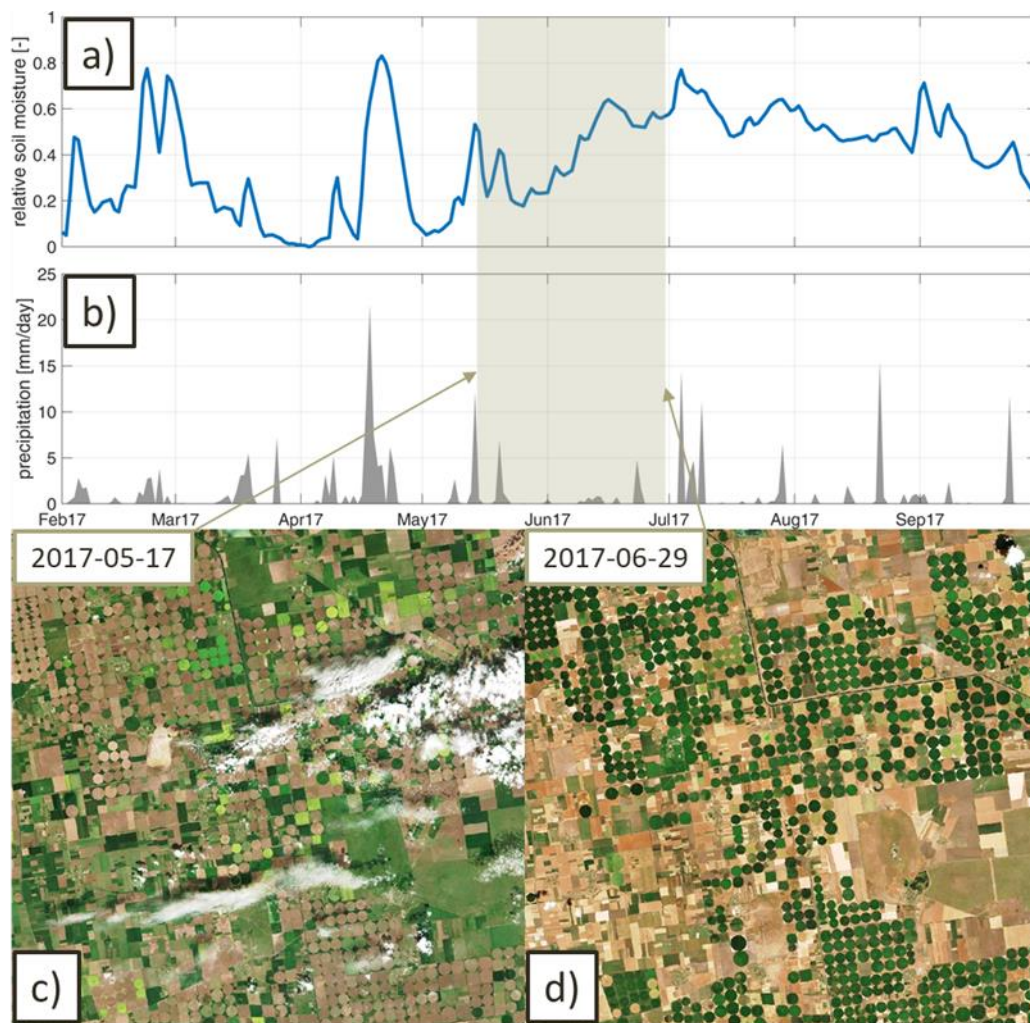 a)
relative soil moisture [-]
1
0.8
0.6
0.4
0.2
0
b)
precipitation [mm/day]
25
20
15
10
5
0
Feb17 Mar17 Apr17 May17 Jun17 Jul17 Aug17 Sep17
2017-05-17
2017-06-29
c)
d)